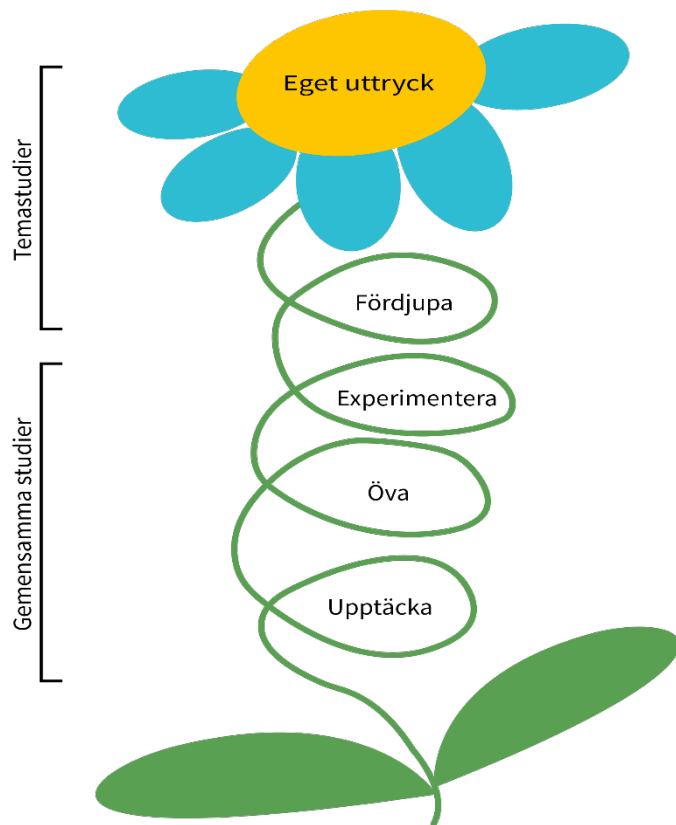 Eget uttryck
Temastudier
Fördjupa
Experimentera
Öva
Gemensamma studier
Upptäcka